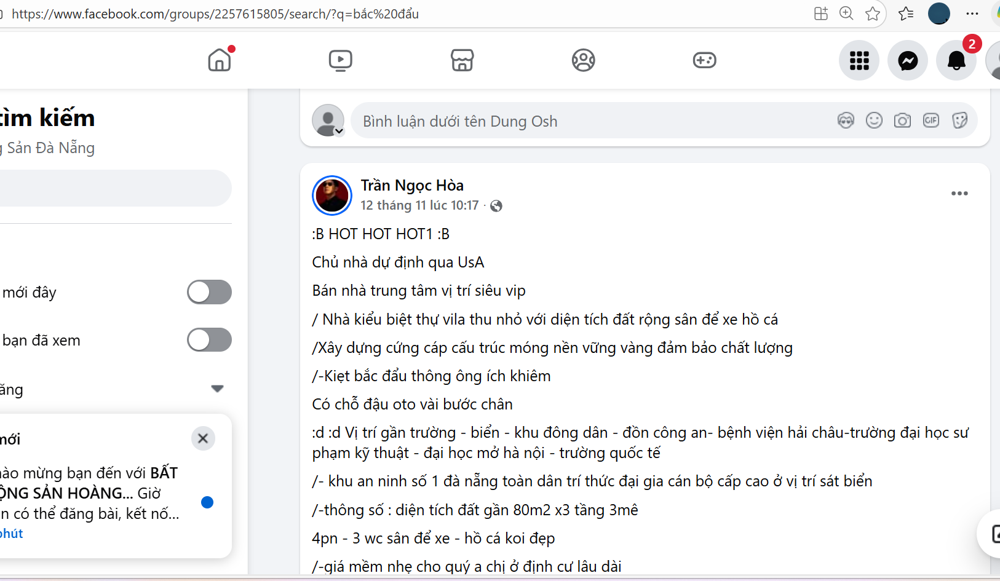 https://www.facebook.com/groups/2257615805/search/?q=bắc%20đẩu
2
tìm kiếm
Sản Đà Nẵng
mới đây
bạn đã xem
mới
mừng bạn đến với BẤT
SẢN HOÀNG... Giờ
có thể đăng bài, kết nố...
phút
Bình luận dưới tên Dung Osh
GIF
Trần Ngọc Hòa
12 tháng 11 lúc 10:17 ·
:B HOT HOT HOT1 :B
Chủ nhà dự định qua UsA
Bán nhà trung tâm vị trí siêu vip
/ Nhà kiểu biệt thự vila thu nhỏ với diện tích đất rộng sân để xe hồ cá
/Xây dựng cứng cáp cấu trúc móng nền vững vàng đảm bảo chất lượng
/-Kiẹt bắc đẩu thông ông ích khiêm
Có chỗ đậu oto vài bước chân
:d :d Vị trí gần trường - biển - khu đông dân - đồn công an- bệnh viện hải châu-trường đại học sư
phạm kỹ thuật - đại học mở hà nội - trường quốc tế
/- khu an ninh số 1 đà nẵng toàn dân trí thức đại gia cán bộ cấp cao ở vị trí sát biển
/-thông số : diện tích đất gần 80m2 x3 tầng 3mê
4pn - 3 wc sân để xe - hồ cá koi đẹp
/-giá mềm nhẹ cho quý a chị ở định cư lâu dài